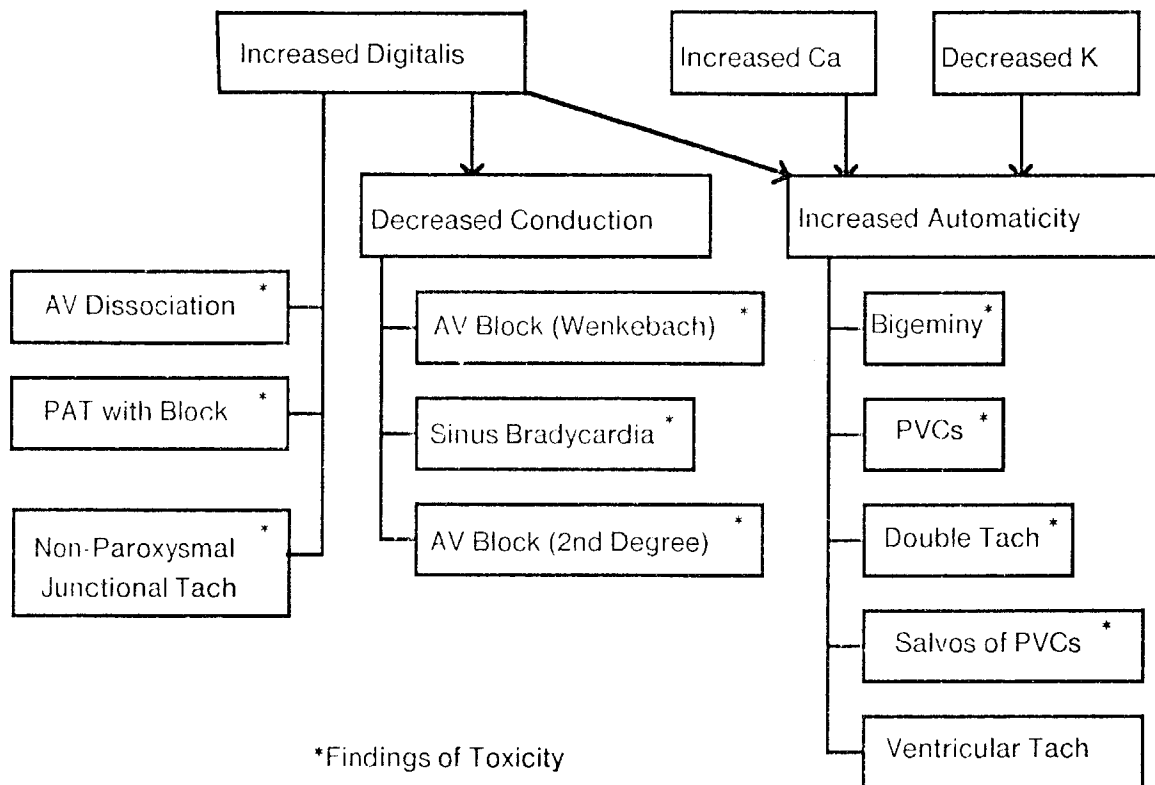 Increased Digitalis
Increased Ca
Decreased K
Decreased Conduction
Increased Automaticity
AV Dissociation *
PAT with Block *
Non-Paroxysmal *
Junctional Tach
AV Block (Wenkebach) *
Sinus Bradycardia *
AV Block (2nd Degree) *
Bigeminy *
PVCs *
Double Tach *
Salvos of PVCs *
Ventricular Tach
*Findings of Toxicity